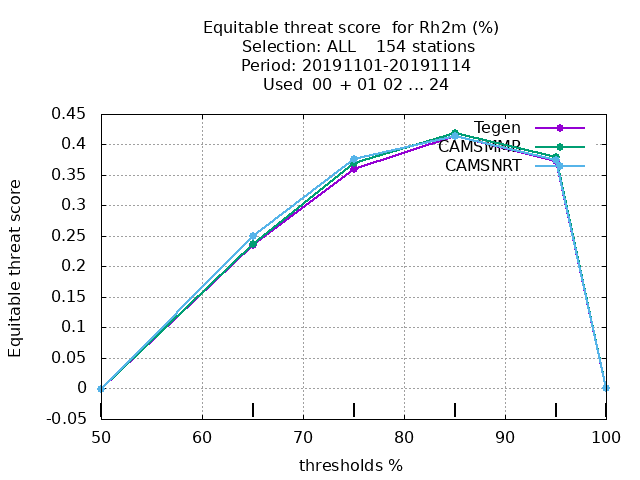 Equitable threat score  for Rh2m (%)
Selection: ALL    154 stations
Period: 20191101-20191114
Used  00  + 01 02 ... 24
Equitable threat score
0.45
0.4
0.35
0.3
0.25
0.2
0.15
0.1
0.05
0
-0.05
Tegen
CAMSMMR
CAMSNRT
50 60 70 80 90 100
thresholds %